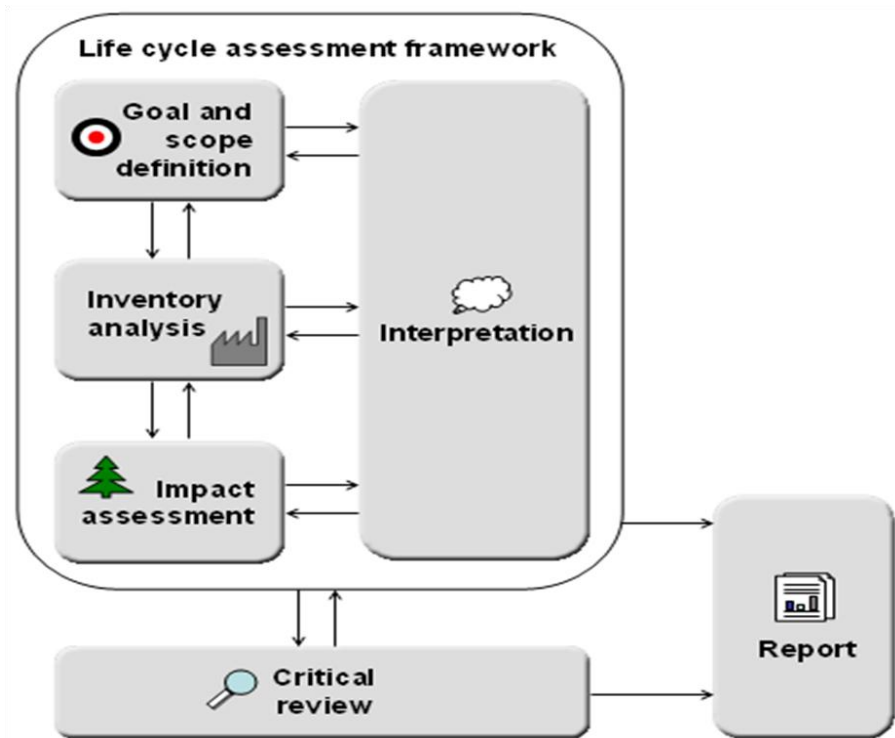 Life cycle assessment framework
Goal and
scope
definition
Inventory
analysis
Interpretation
Impact
assessment
Critical
review
Report